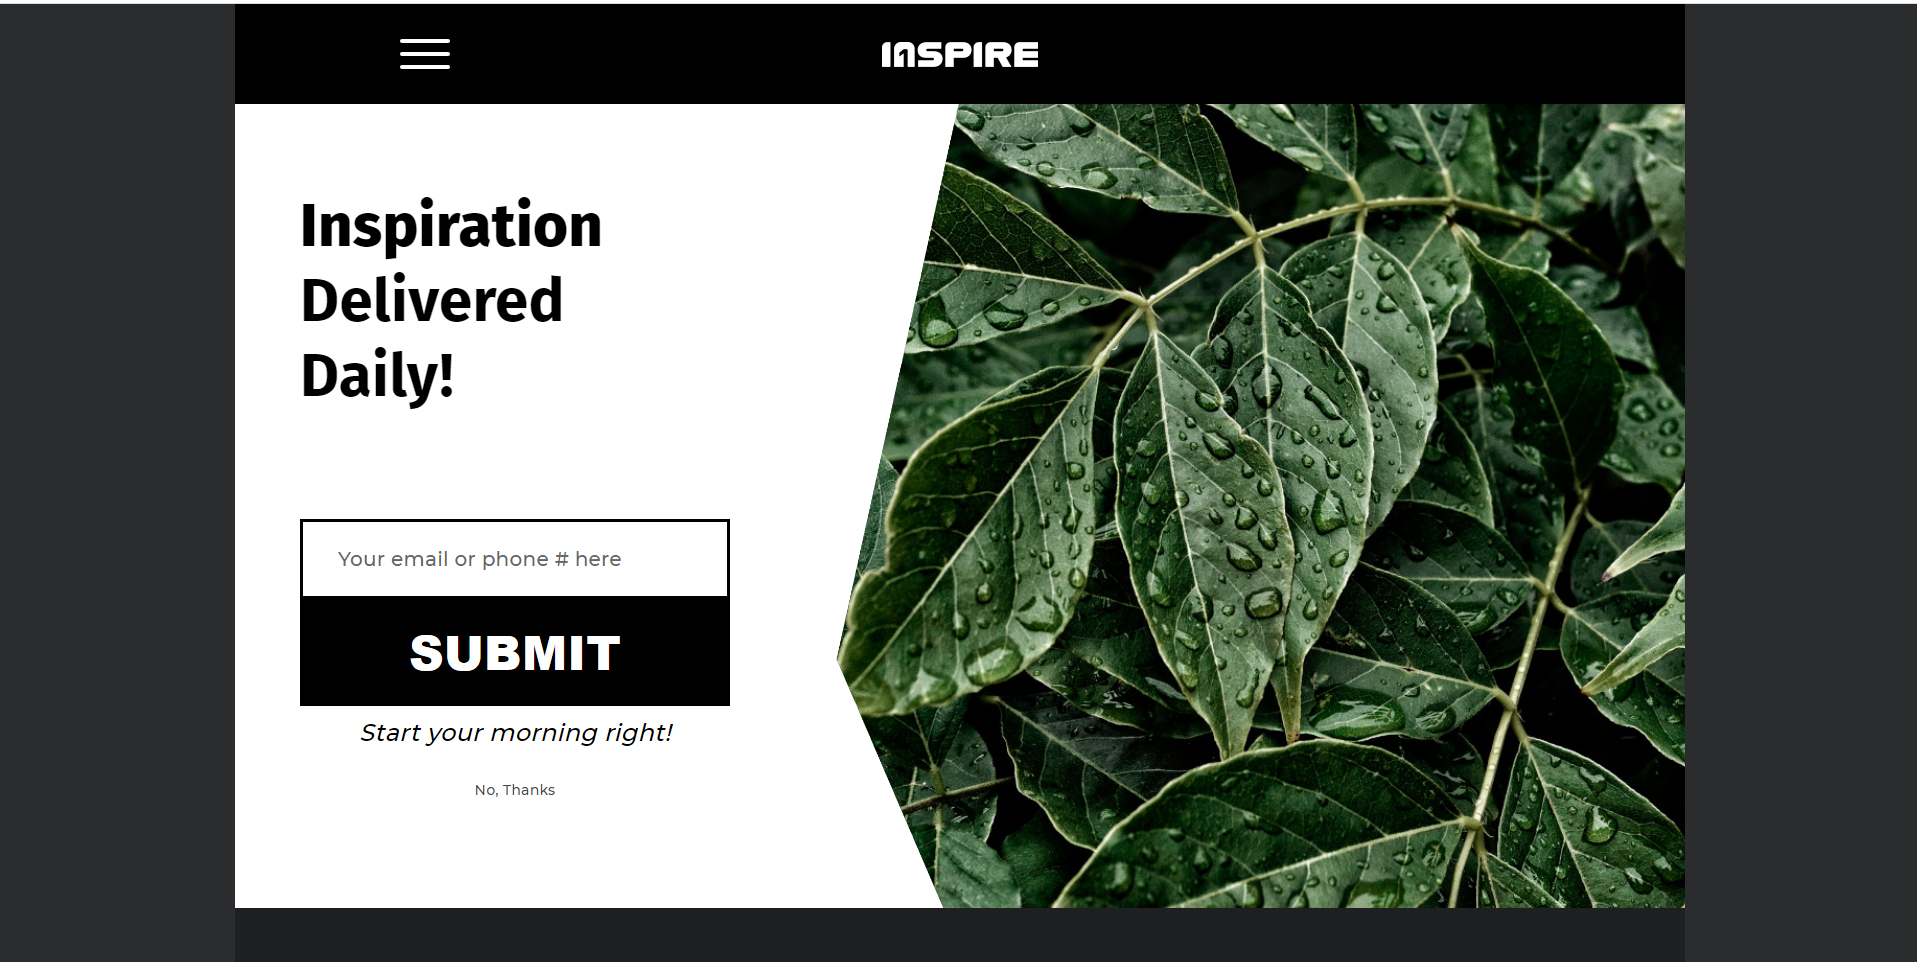 INSPIRE
Inspiration
Delivered
Daily!
Your email or phone # here
SUBMIT
Start your morning right!
No, Thanks